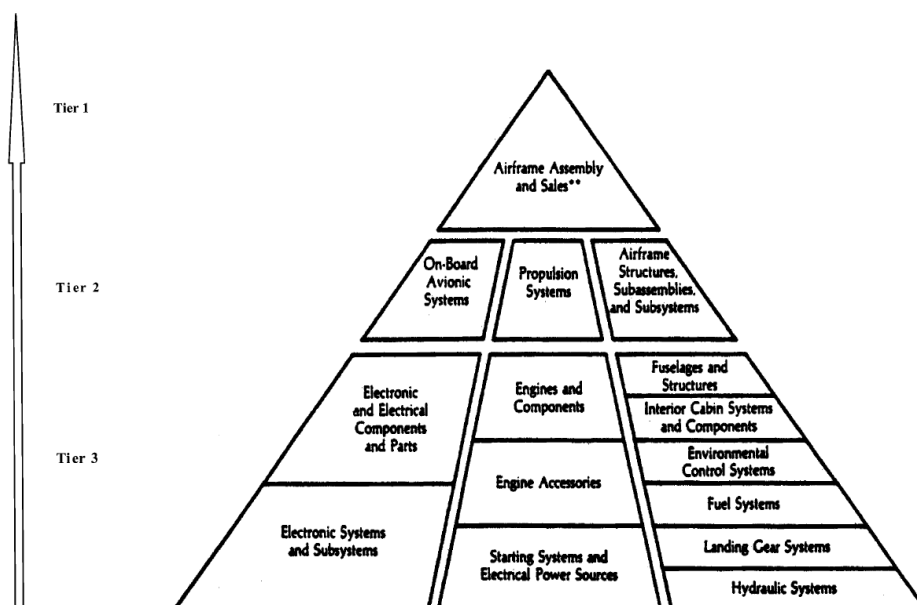 Tier 1
Airframe Assembly
and Sales**
Tier 2
On-Board
Avionic
Systems
Propulsion
Systems
Airframe
Structures,
Subassemblies,
and Subsystems
Tier 3
Electronic
and Electrical
Components
and Parts
Electronic Systems
and Subsystems
Engines and
Components
Engine Accessories
Starting Systems and
Electrical Power Sources
Fuselages and
Structures
Interior Cabin Systems
and Components
Environmental
Control Systems
Fuel Systems
Landing Gear Systems
Hydraulic Systems